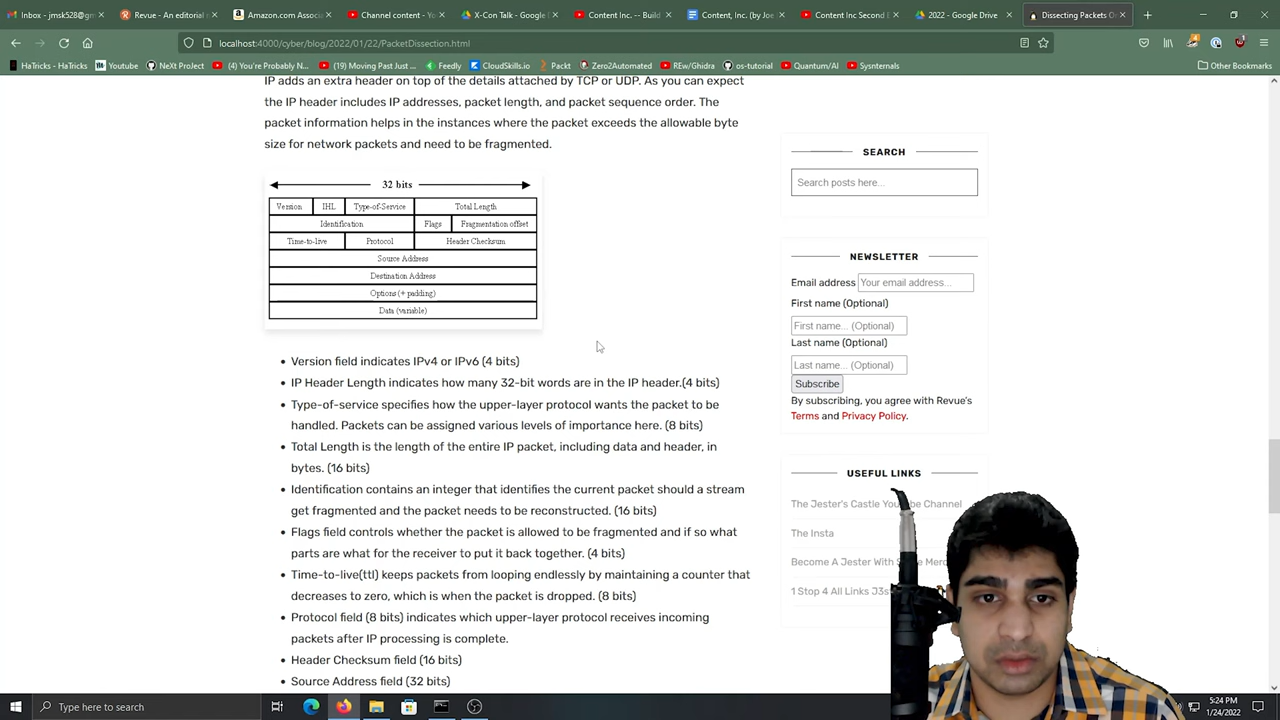 Inbox - jmsk528@gmail.co
Revue - An editorial
Amazon.com Associat
Channel content - Yo
X-Con Talk - Google
Content Inc. -- Build
Content, Inc. (by Jo
Content Second E
2022 - Google Drive
Dissecting Packets O
localhost:4000/cyber/blog/2022/01/22/PacketDissection.html
HaTricks - HaTricks
Youtube
NeXt Project
(4) You're Probably N...
(19) Moving Past Just...
Feedly
CloudSkills.io
Packt
Zero2Automated
REw/Ghidra
os-tutorial
Quantum/AI
Systernals
Other Bookmarks
IP adds an extra header on top of the details attached by TCP or UDP. As you can expect
the IP header includes IP addresses, packet length, and packet sequence order. The
packet information helps in the instances where the packet exceeds the allowable byte
size for network packets and need to be fragmented.
32 bits
Version IHL Type-of-Service Total Length
Identification Flags Fragmentation offset
Time-to-live Protocol Header Checksum
Source Address
Destination Address
Options (+ padding)
Data (variable)
Version field indicates IPv4 or IPv6 (4 bits)
IP Header Length indicates how many 32-bit words are in the IP header.(4 bits)
Type-of-service specifies how the upper-layer protocol wants the packet to be
handled. Packets can be assigned various levels of importance here. (8 bits)
Total Length is the length of the entire IP packet, including data and header, in
bytes. (16 bits)
Identification contains an integer that identifies the current packet should a stream
get fragmented and the packet needs to be reconstructed. (16 bits)
Flags field controls whether the packet is allowed to be fragmented and if so what
parts are what for the receiver to put it back together. (4 bits)
Time-to-live(ttl) keeps packets from looping endlessly by maintaining a counter that
decreases to zero, which is when the packet is dropped. (8 bits)
Protocol field (8 bits) indicates which upper-layer protocol receives incoming
packets after IP processing is complete.
Header Checksum field (16 bits)
Source Address field (32 bits)
SEARCH
Search posts here...
NEWSLETTER
Email address Your email address...
First name (Optional)
First name... (Optional)
Last name (Optional)
Last name... (Optional)
Subscribe
By subscribing, you agree with Revue's
Terms and Privacy Policy.
USEFUL LINKS
The Jester's Castle YouTube Channel
The Insta
Become A Jester With
1 Stop 4 All Links J3s
Type here to search
5:24 PM
1/24/2022